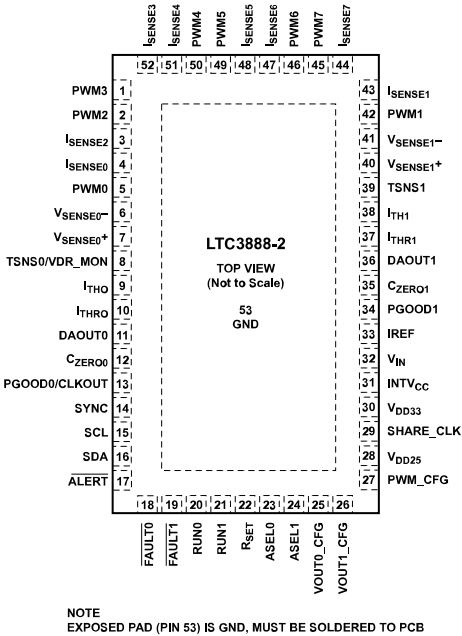 ISENSE3
ISENSE4
PWM4
PWM5
ISENSE5
ISENSE6
PWM6
PWM7
ISENSE7
52 51 50 49 48 47 46 45 44
PWM3 1
PWM2 2
ISENSE2 3
ISENSE0 4
PWM0 5
VSENSE0– 6
VSENSE0+ 7
TSNS0/VDR_MON 8
ITHO 9
ITHRO 10
DAOUT0 11
CZERO0 12
PGOOD0/CLKOUT 13
SYNC 14
SCL 15
SDA 16
ALERT 17
LTC3888-2
TOP VIEW
(Not to Scale)
53
GND
43 ISENSE1
42 PWM1
41 VSENSE1–
40 VSENSE1+
39 TSNS1
38 ITH1
37 ITHR1
36 DAOUT1
35 CZERO1
34 PGOOD1
33 IREF
32 VIN
31 INTVCC
30 VDD33
29 SHARE_CLK
28 VDD25
27 PWM_CFG
18 19 20 21 22 23 24 25 26
FAULT0
FAULT1
RUN0
RUN1
RSET
ASEL0
ASEL1
VOUT0_CFG
VOUT1_CFG
NOTE
EXPOSED PAD (PIN 53) IS GND, MUST BE SOLDERED TO PCB